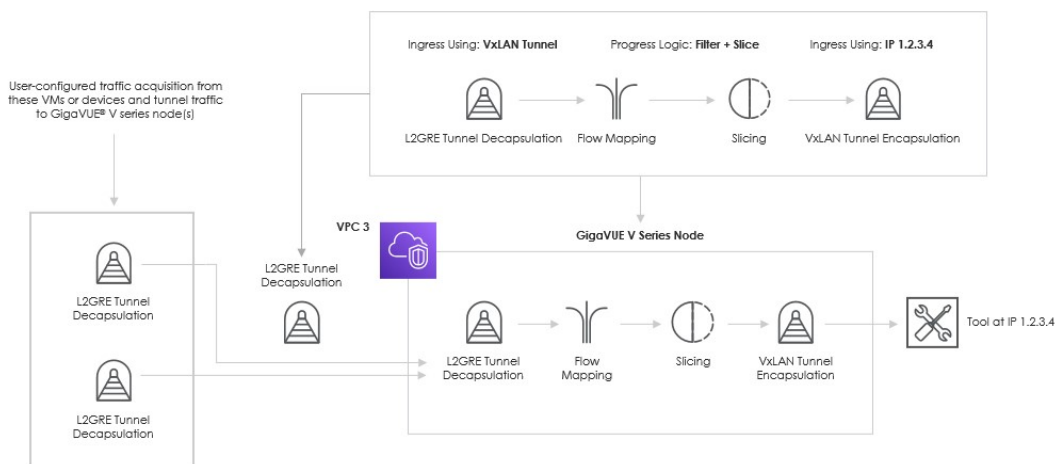 Ingress Using: VxLAN Tunnel
Progress Logic: Filter + Slice
Ingress Using: IP 1.2.3.4
L2GRE Tunnel Decapsulation
Flow Mapping
Slicing
VxLAN Tunnel Encapsulation
User-configured traffic acquisition from
these VMs or devices and tunnel traffic
to GigaVUE® V series node(s)
VPC 3
GigaVUE V Series Node
L2GRE Tunnel
Decapsulation
L2GRE Tunnel
Decapsulation
L2GRE Tunnel
Decapsulation
L2GRE Tunnel
Decapsulation
Flow
Mapping
Slicing
VxLAN Tunnel
Encapsulation
Tool at IP 1.2.3.4